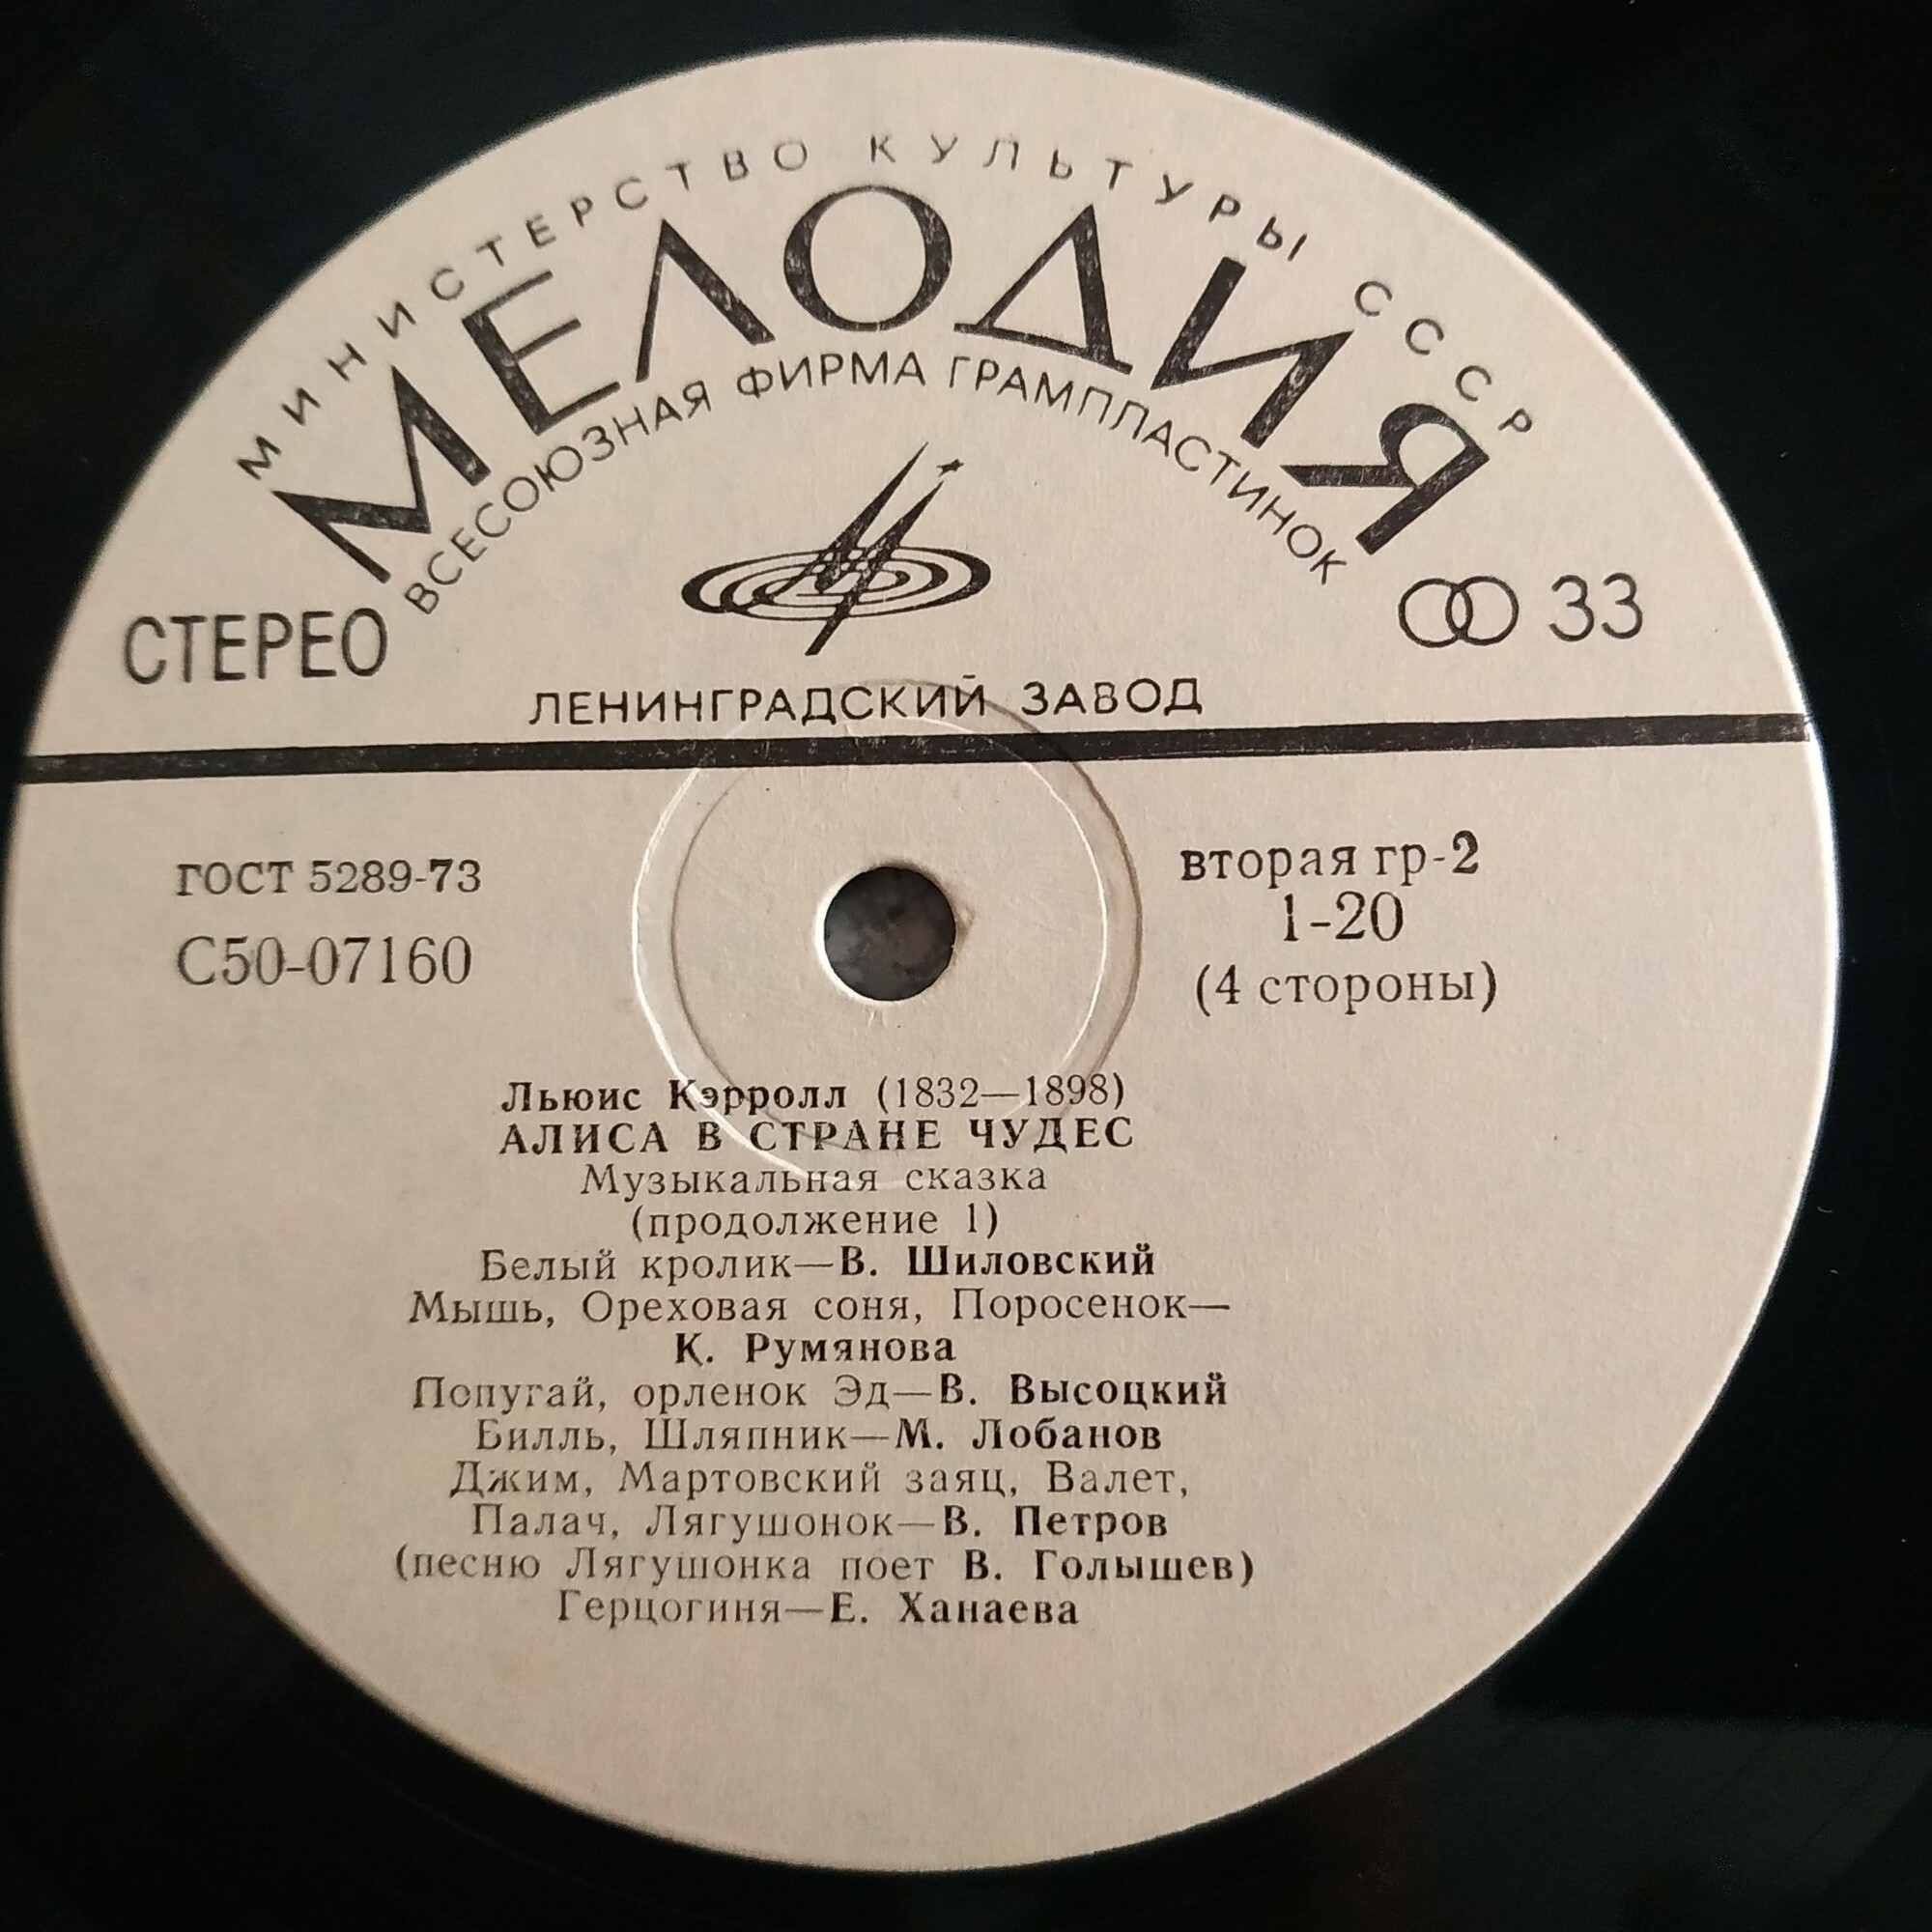 МИНИСТЕРСТВО КУЛЬТУРЫ СССР
МЕЛОДИЯ
ВСЕСОЮЗНАЯ ФИРМА ГРАМПЛАСТИНОК
СТЕРЕО
33
ЛЕНИНГРАДСКИЙ ЗАВОД
ГОСТ 5289-73
С50-07160
вторая гр-2
1-20
(4 стороны)
Льюис Кэрролл (1832—1898)
АЛИСА В СТРАНЕ ЧУДЕС
Музыкальная сказка
(продолжение 1)
Белый кролик—В. Шиловский
Мышь, Ореховая соня, Поросенок—
К. Румянова
Попугай, орленок Эд—В. Высоцкий
Билль, Шляпник—М. Лобанов
Джим, Мартовский заяц, Валет,
Палач, Лягушонок—В. Петров
(песню Лягушонка поет В. Голышев)
Герцогиня—Е. Ханаева